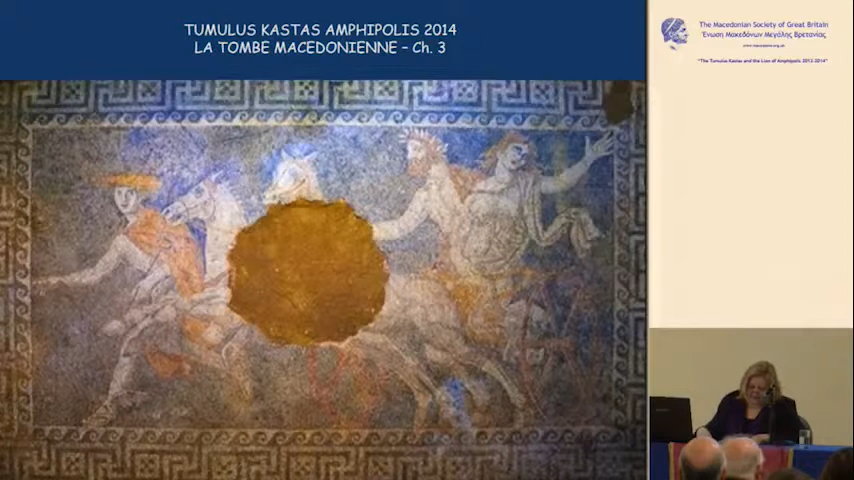 TUMULUS KASTAS AMPHIPOLIS 2014
LA TOMBE MACEDONIENNE – Ch. 3
The Macedonian Society of Great Britain
Ένωση Μακεδόνων Μεγάλης Βρετανίας
"The Tumulus Kastas and the Lion of Amphipolis 2012-2014"